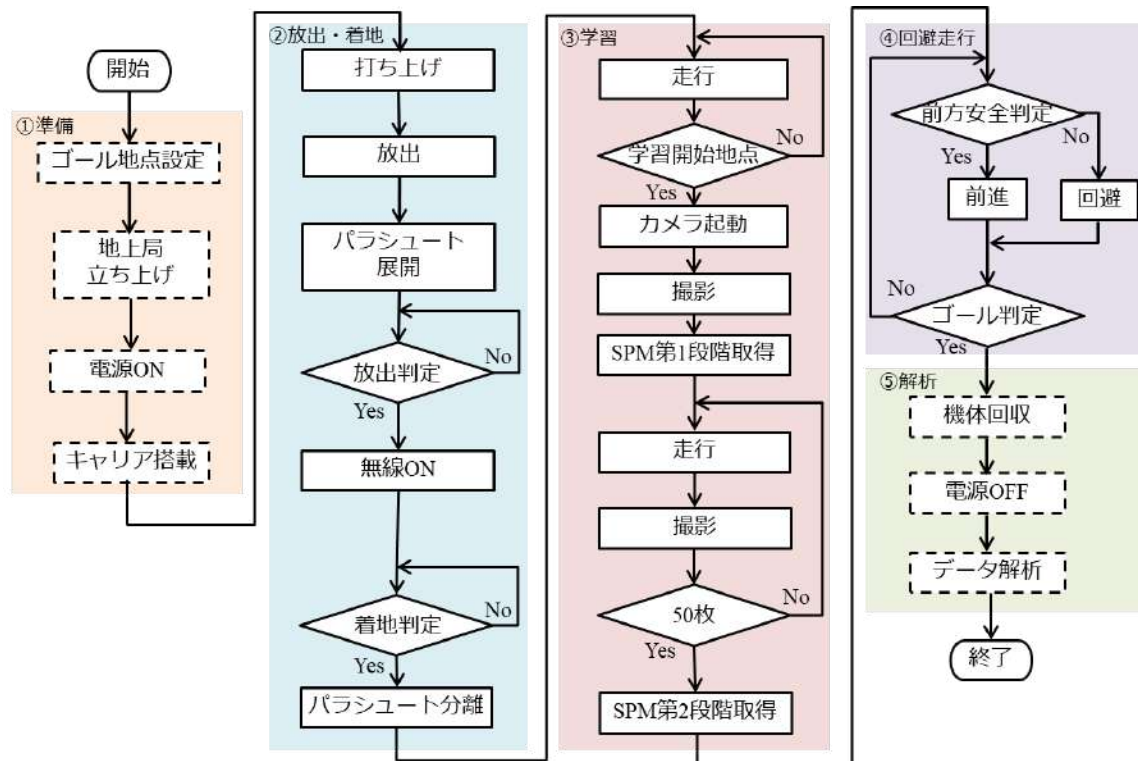 開始
①準備
ゴール地点設定
地上局
立ち上げ
電源ON
キャリア搭載
②放出・着地
打ち上げ
放出
パラシュート
展開
放出判定
No
Yes
無線ON
着地判定
No
Yes
パラシュート分離
③学習
走行
学習開始地点
No
Yes
カメラ起動
撮影
SPM第1段階取得
走行
撮影
50枚
No
Yes
SPM第2段階取得
④回避走行
前方安全判定
Yes
No
前進
回避
No
ゴール判定
Yes
⑤解析
機体回収
電源OFF
データ解析
終了